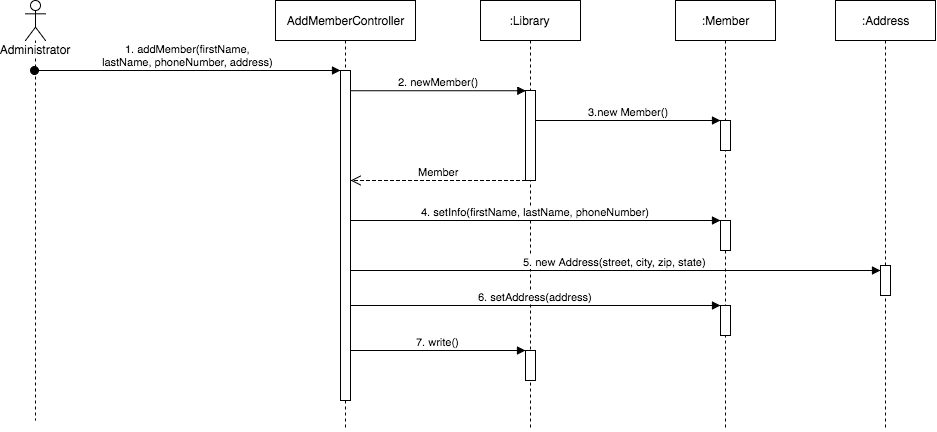 AddMemberController
:Library
:Member
:Address
Administrator
1. addMember(firstName,
lastName, phoneNumber, address)
2. newMember()
3.new Member()
Member
4. setInfo(firstName, lastName, phoneNumber)
5. new Address(street, city, zip, state)
6. setAddress(address)
7. write()